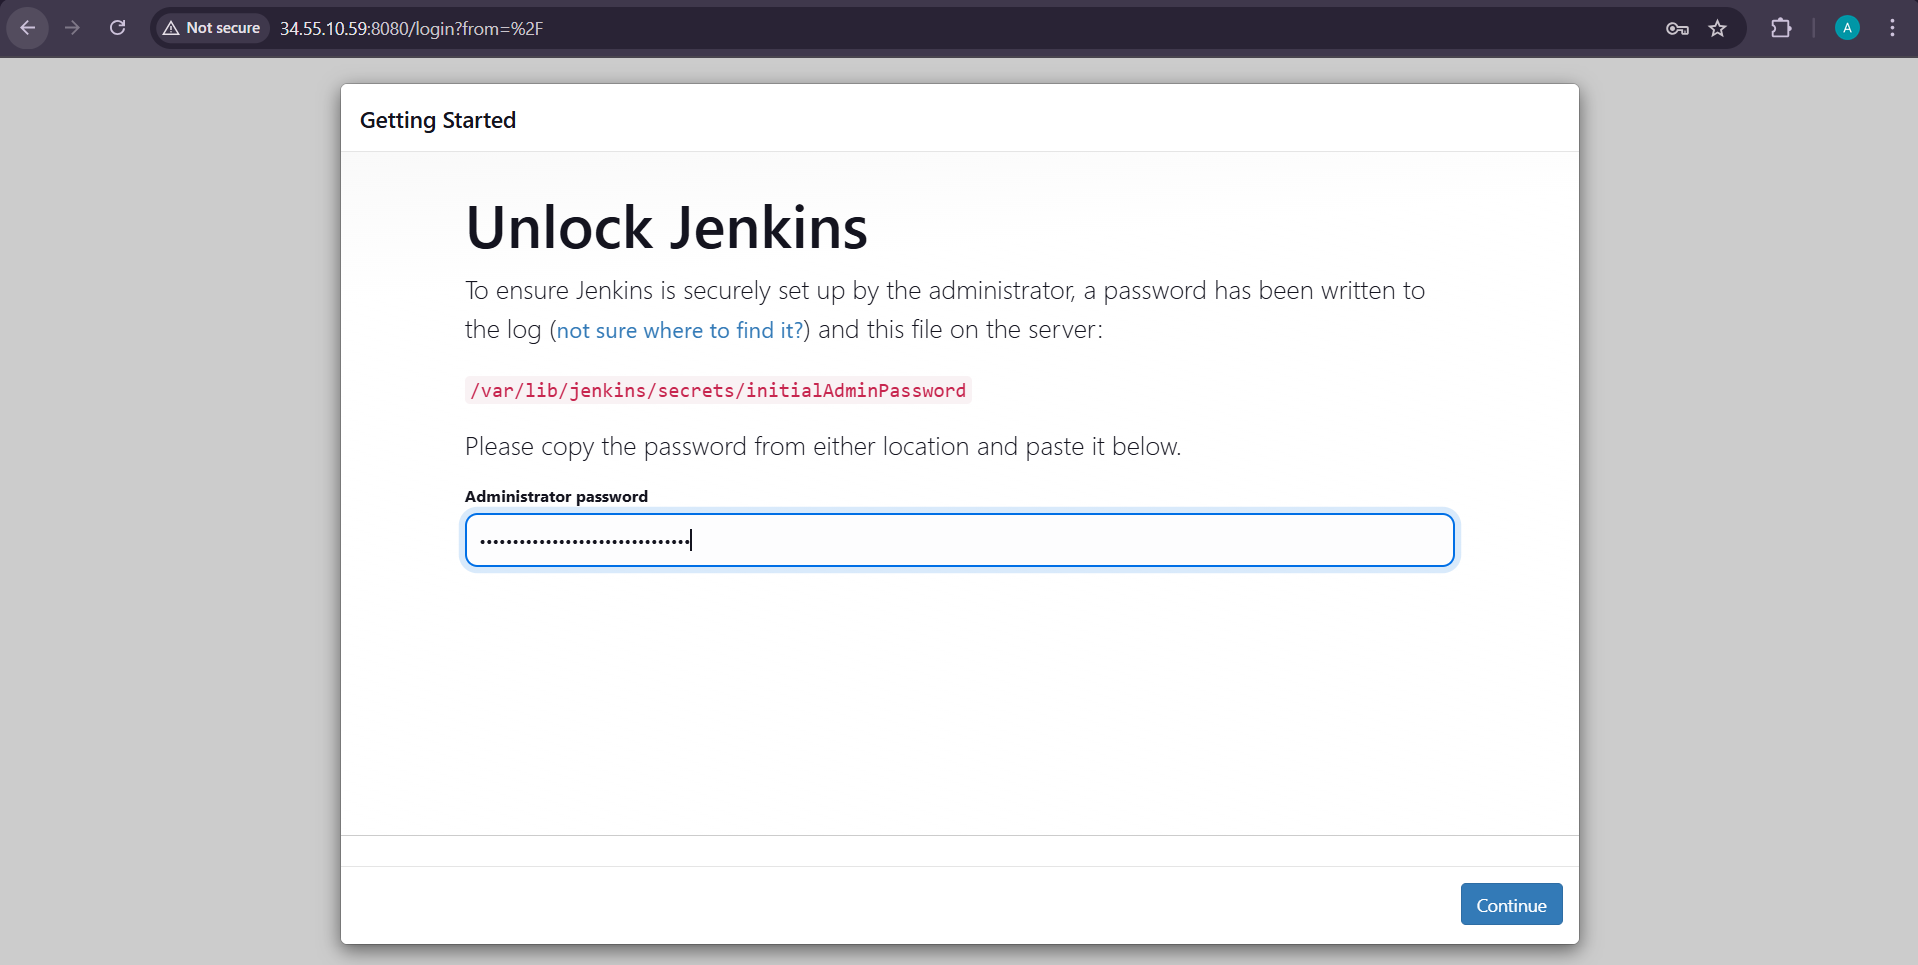 Not secure
34.55.10.59:8080/login?from=%2F
A
Getting Started
Unlock Jenkins
To ensure Jenkins is securely set up by the administrator, a password has been written to
the log (not sure where to find it?) and this file on the server:
/var/lib/jenkins/secrets/initialAdminPassword
Please copy the password from either location and paste it below.
Administrator password
••••••••••••••••••••••••••••••••
Continue